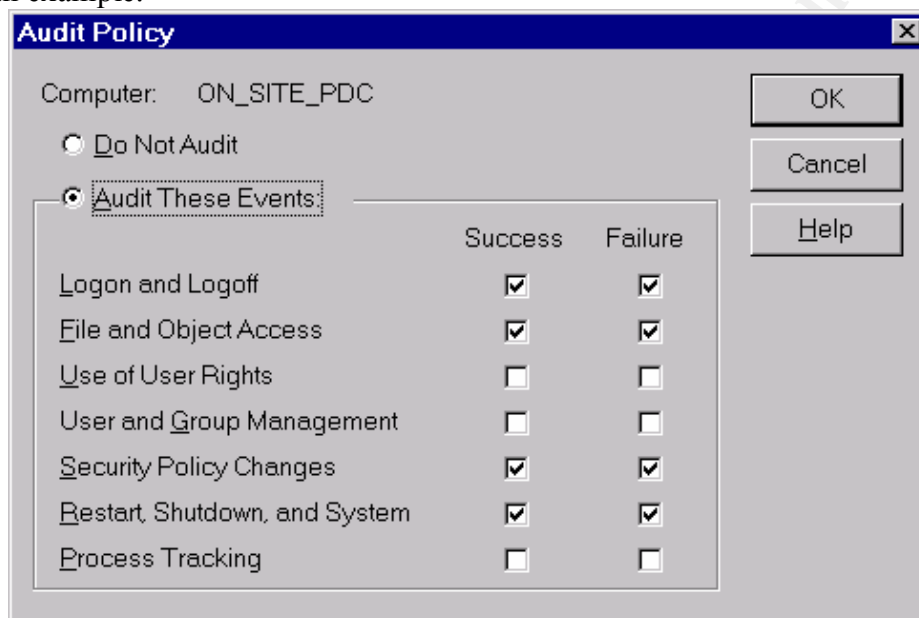 Audit Policy
Computer: ON_SITE_PDC
OK
Do Not Audit
Cancel
Audit These Events:
Help
Success Failure
Logon and Logoff
File and Object Access
Use of User Rights
User and Group Management
Security Policy Changes
Restart, Shutdown, and System
Process Tracking